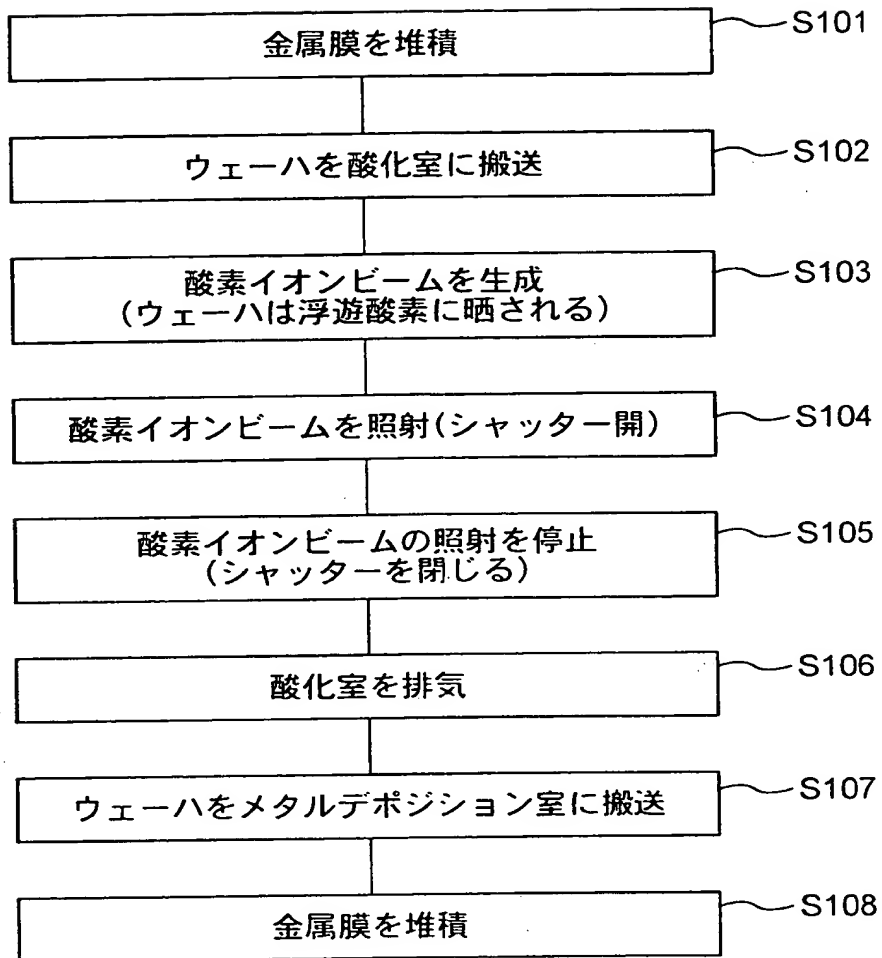 金属膜を堆積
S101
ウェーハを酸化室に搬送
S102
酸素イオンビームを生成
(ウェーハは浮遊酸素に晒される)
S103
酸素イオンビームを照射(シャッター開)
S104
酸素イオンビームの照射を停止
(シャッターを閉じる)
S105
酸化室を排気
S106
ウェーハをメタルデポジション室に搬送
S107
金属膜を堆積
S108